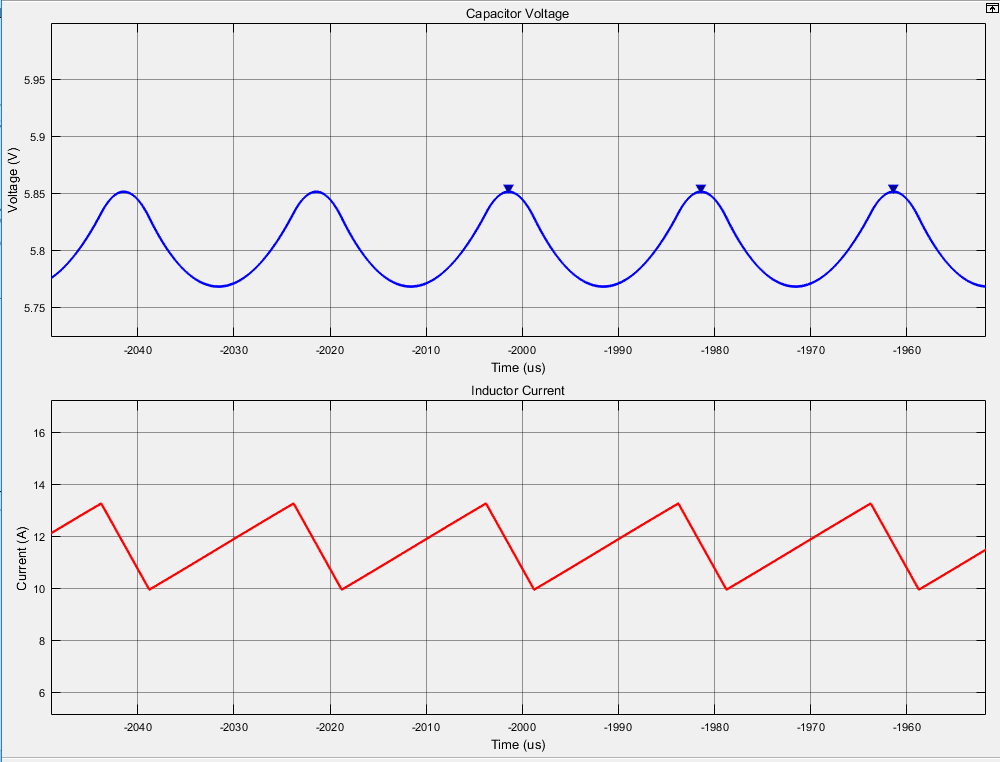 Capacitor Voltage
5.95
5.9
5.85
5.8
5.75
Voltage (V)
-2040 -2030 -2020 -2010 -2000 -1990 -1980 -1970 -1960
Time (us)
Inductor Current
16
14
12
10
8
6
Current (A)
-2040 -2030 -2020 -2010 -2000 -1990 -1980 -1970 -1960
Time (us)